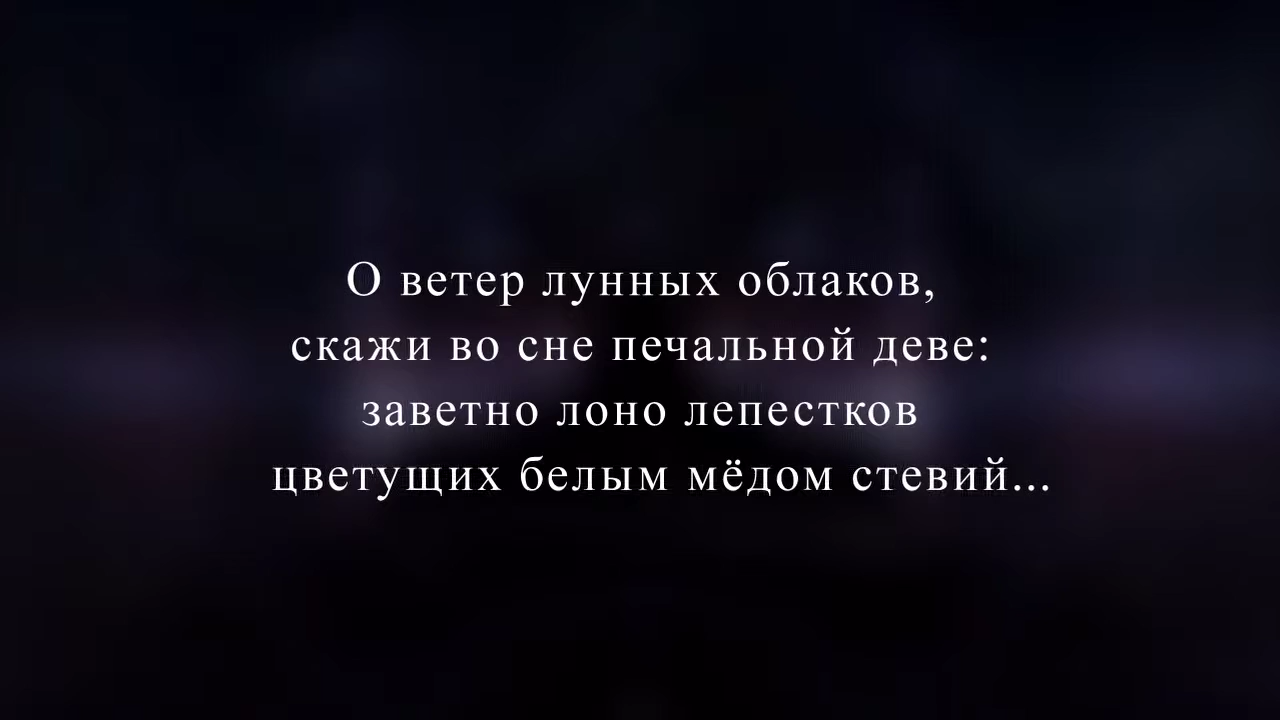 О ветер лунных облаков,
скажи во сне печальной деве:
заветно лоно лепестков
цветущих белым мёдом стевий...